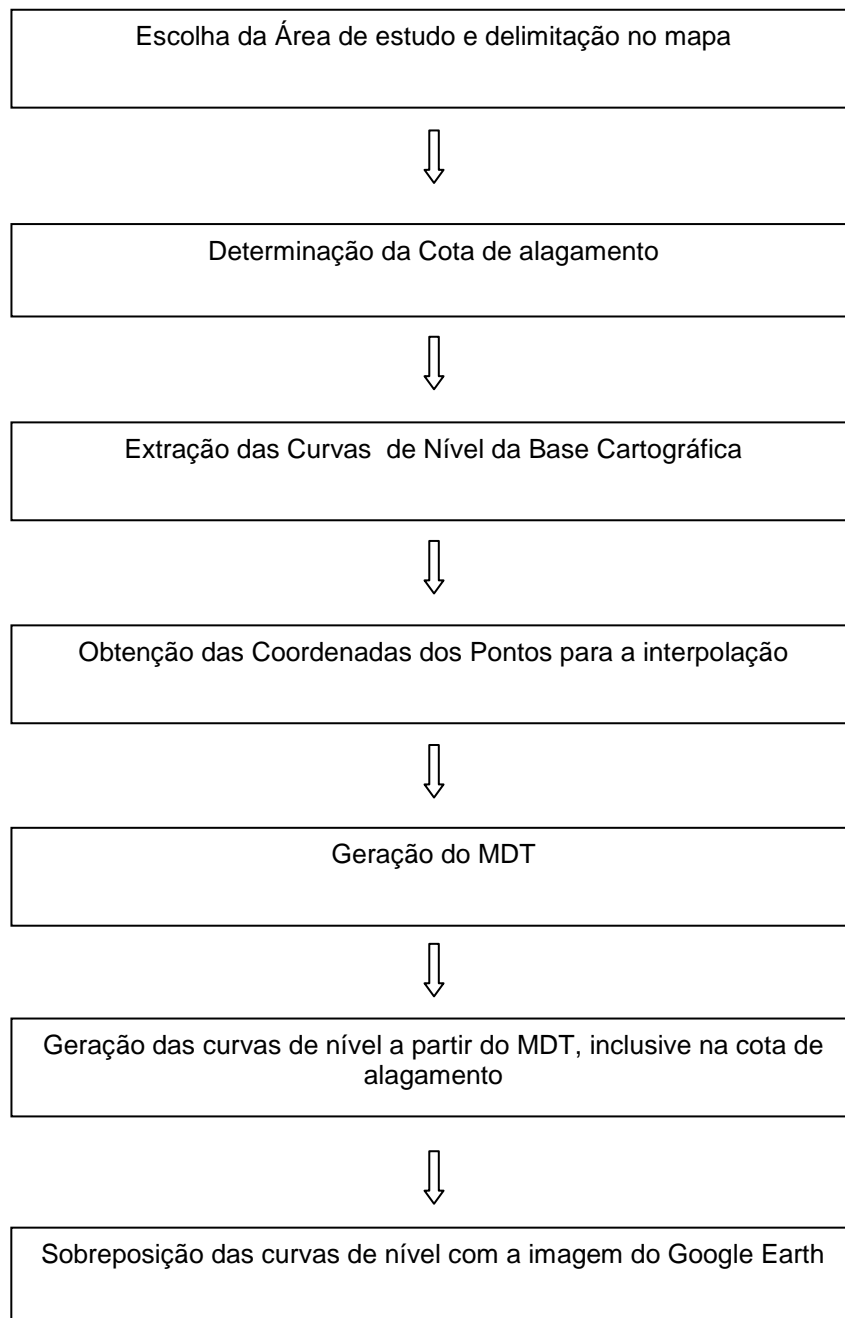 Escolha da Área de estudo e delimitação no mapa
Determinação da Cota de alagamento
Extração das Curvas  de Nível da Base Cartográfica
Obtenção das Coordenadas dos Pontos para a interpolação
Geração do MDT
Geração das curvas de nível a partir do MDT, inclusive na cota de
alagamento
Sobreposição das curvas de nível com a imagem do Google Earth